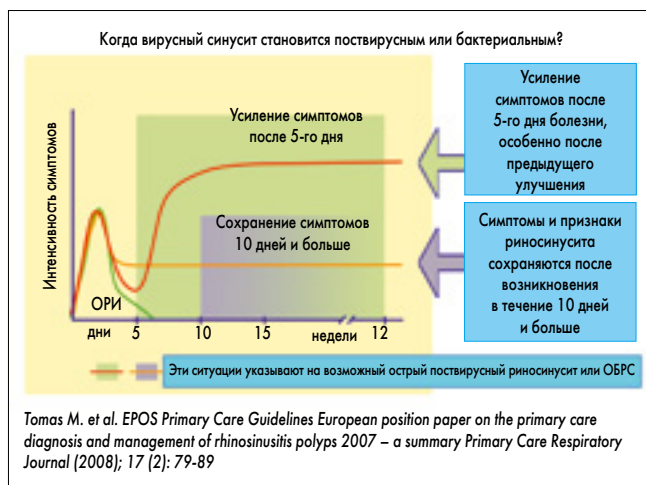 Когда вирусный синусит становится поствирусным или бактериальным?
Интенсивность симптомов
Усиление симптомов
после 5-го дня
Сохранение симптомов
10 дней и больше
ОРИ
дни 5 10 15 недели 12
Усиление
симптомов после
5-го дня болезни,
особенно после
предыдущего
улучшения
Симптомы и признаки
риносинусита
сохраняются после
возникновения
в течение 10 дней
и больше
Эти ситуации указывают на возможный острый поствирусный риносинусит или ОБРС
Tomas M. et al. EPOS Primary Care Guidelines European position paper on the primary care
diagnosis and management of rhinosinusitis polyps 2007 – a summary Primary Care Respiratory
Journal (2008); 17 (2): 79-89